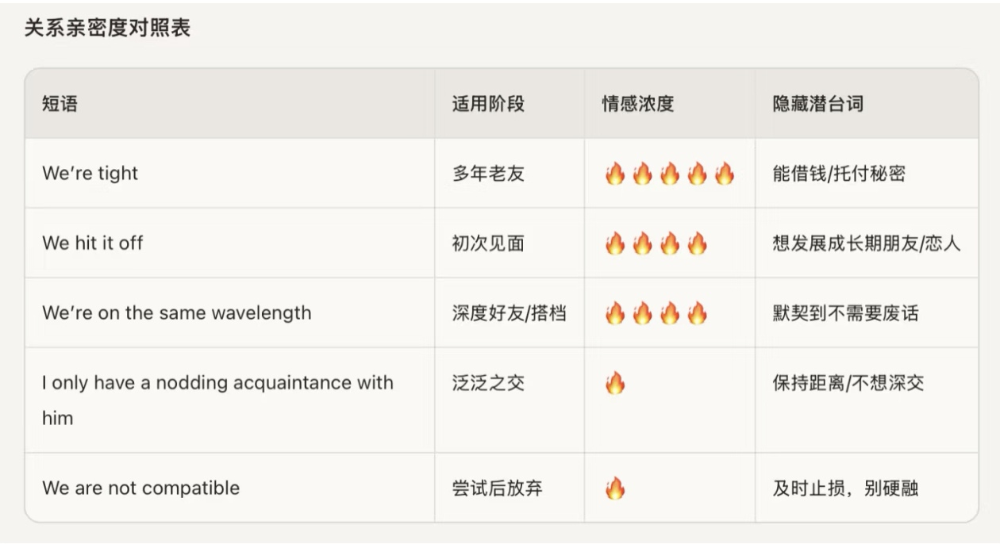 关系亲密度对照表
短语 适用阶段 情感浓度 隐藏潜台词
We're tight 多年老友 🔥🔥🔥🔥🔥 能借钱/托付秘密
We hit it off 初次见面 🔥🔥🔥🔥 想发展成长期朋友/恋人
We're on the same wavelength 深度好友/搭档 🔥🔥🔥🔥 默契到不需要废话
I only have a nodding acquaintance with 泛泛之交 🔥 保持距离/不想深交
him
We are not compatible 尝试后放弃 🔥 及时止损，别硬融